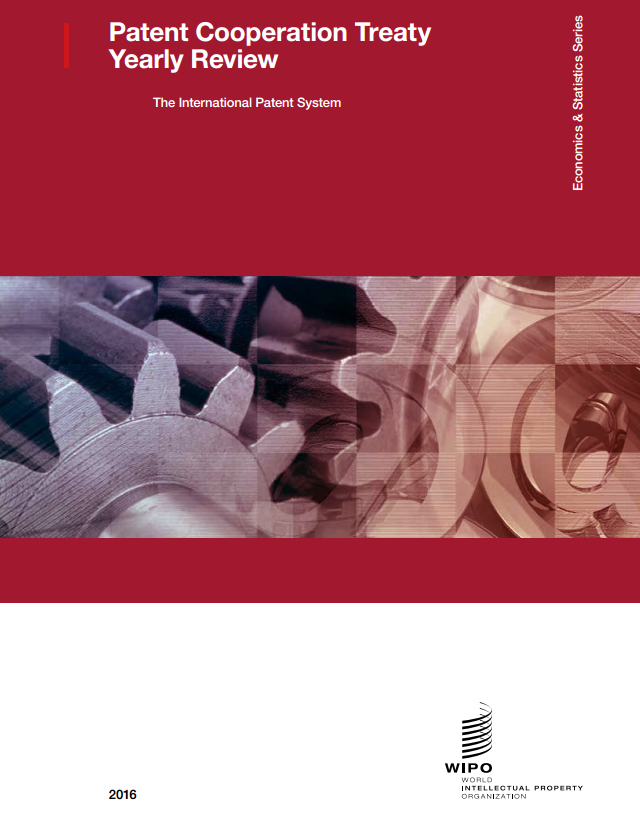 Patent Cooperation Treaty
Yearly Review
The International Patent System
Economics & Statistics Series
2016
WIPO
WORLD
INTELLECTUAL PROPERTY
ORGANIZATION